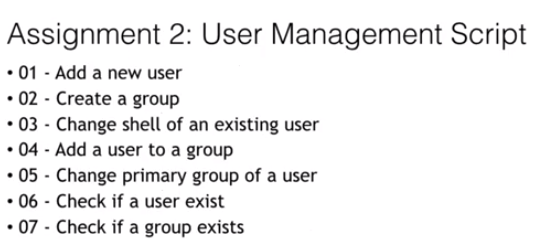 Assignment 2: User Management Script
• 01 - Add a new user
• 02 - Create a group
• 03 - Change shell of an existing user
• 04 - Add a user to a group
• 05 - Change primary group of a user
• 06 - Check if a user exist
• 07 - Check if a group exists